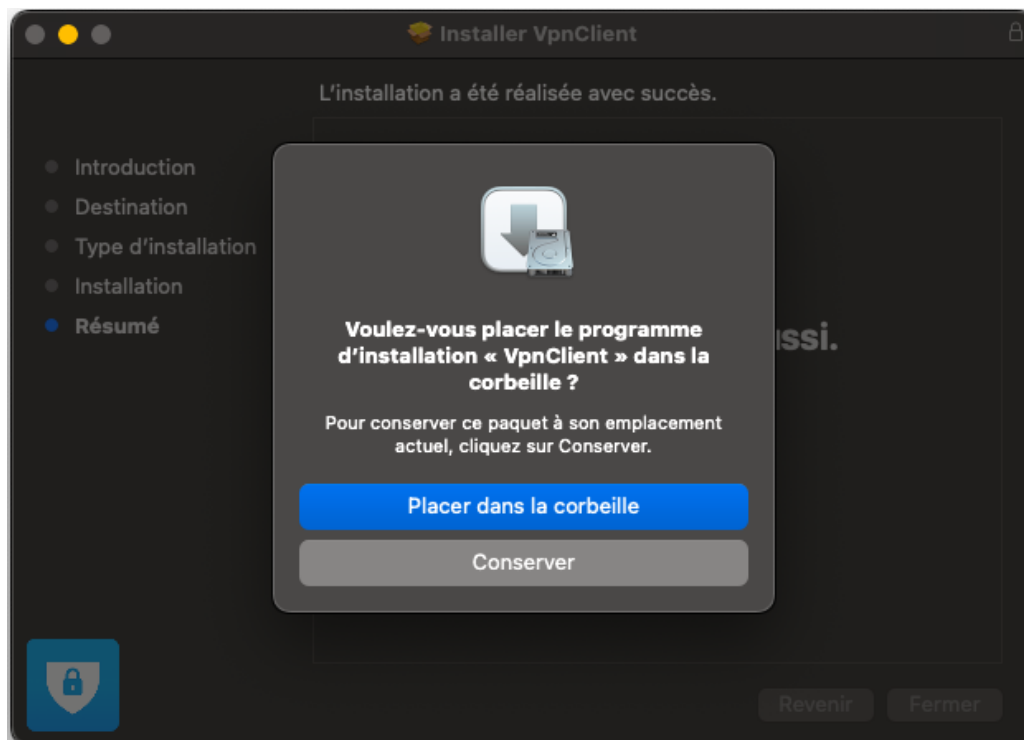 Installer VpnClient
L'installation a été réalisée avec succès.
Introduction
Destination
Type d'installation
Installation
Résumé
Voulez-vous placer le programme
d'installation « VpnClient » dans la
corbeille ?
Pour conserver ce paquet à son emplacement
actuel, cliquez sur Conserver.
Placer dans la corbeille
Conserver
Revenir
Fermer